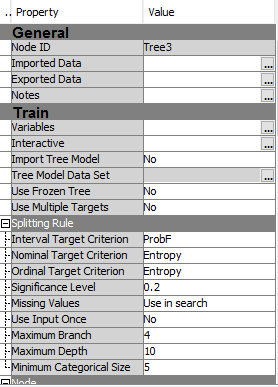 .. Property Value
General
Node ID Tree3
Imported Data ...
Exported Data ...
Notes ...
Train
Variables ...
Interactive ...
Import Tree Model No
Tree Model Data Set ...
Use Frozen Tree No
Use Multiple Targets No
Splitting Rule
Interval Target Criterion ProbF
Nominal Target Criterion Entropy
Ordinal Target Criterion Entropy
Significance Level 0.2
Missing Values Use in search
Use Input Once No
Maximum Branch 4
Maximum Depth 10
Minimum Categorical Size 5
Node